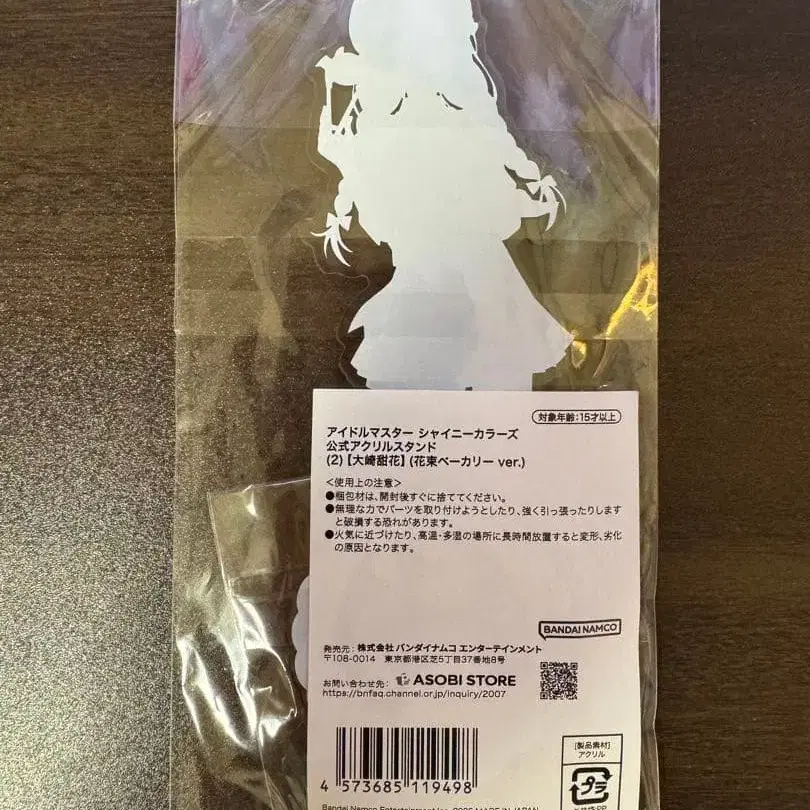 対象年齢:15才以上
アイドルマスター シャイニーカラーズ
公式アクリルスタンド
(2)【大崎甜花】(花束ベーカリー ver.)
<使用上の注意>
●梱包材は、開封後すぐに捨ててください。
●無理な力でパーツを取り付けようとしたり、強く引っ張ったりします
と破損する恐れがあります。
●火気に近づけたり、高温・多湿の場所に長時間放置すると変形、劣化
の原因となります。
BANDAI NAMCO
発売元:株式会社 バンダイナムコ エンターテインメント
〒108-0014 東京都港区芝5丁目37番地8号
お問い合わせ先: ASOBI STORE
https://bnfaq.channel.or.jp/inquiry/2007
4 573685 119498
[製品素材]
アクリル
プラ
Bandai Namco Entertainment Inc. MADE IN JAPAN